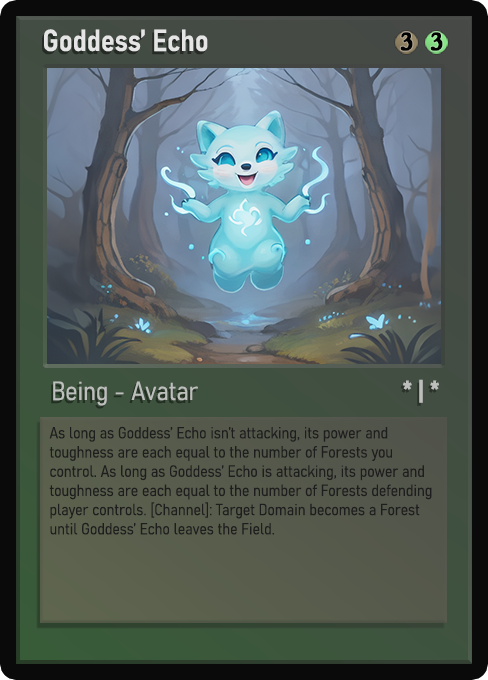 Goddess' Echo 3 3
Being - Avatar *|*
As long as Goddess' Echo isn't attacking, its power and
toughness are each equal to the number of Forests you
control. As long as Goddess' Echo is attacking, its power and
toughness are each equal to the number of Forests defending
player controls. [Channel]: Target Domain becomes a Forest
until Goddess' Echo leaves the Field.